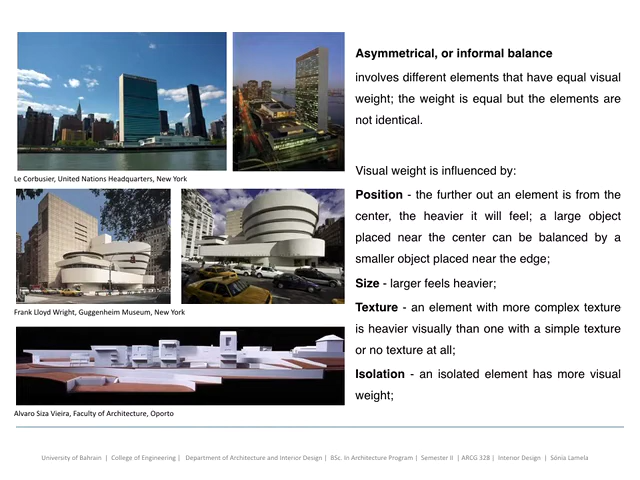 Asymmetrical, or informal balance
involves different elements that have equal visual
weight; the weight is equal but the elements are
not identical.
Visual weight is influenced by:
Position - the further out an element is from the
center, the heavier it will feel; a large object
placed near the center can be balanced by a
smaller object placed near the edge;
Size - larger feels heavier;
Texture - an element with more complex texture
is heavier visually than one with a simple texture
or no texture at all;
Isolation - an isolated element has more visual
weight;
Le Corbusier, United Nations Headquarters, New York
Frank Lloyd Wright, Guggenheim Museum, New York
Alvaro Siza Vieira, Faculty of Architecture, Oporto
University of Bahrain | College of Engineering | Department of Architecture and Interior Design | BSc. In Architecture Program | Semester II | ARCG 328 | Interior Design | Sónia Lamela